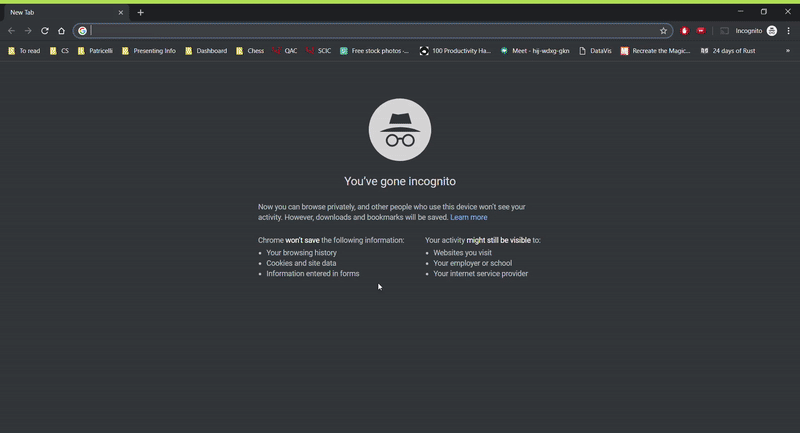 New Tab
Incognito
To read CS Patricelli Presenting Info Dashboard Chess QAC SCIC Free stock photos -... 100 Productivity Ha... Meet - hij-wdxg-gkn DataVis Recreate the Magic... 24 days of Rust »
You've gone incognito
Now you can browse privately, and other people who use this device won't see your
activity. However, downloads and bookmarks will be saved. Learn more
Chrome won't save the following information:
• Your browsing history
• Cookies and site data
• Information entered in forms
Your activity might still be visible to:
• Websites you visit
• Your employer or school
• Your internet service provider